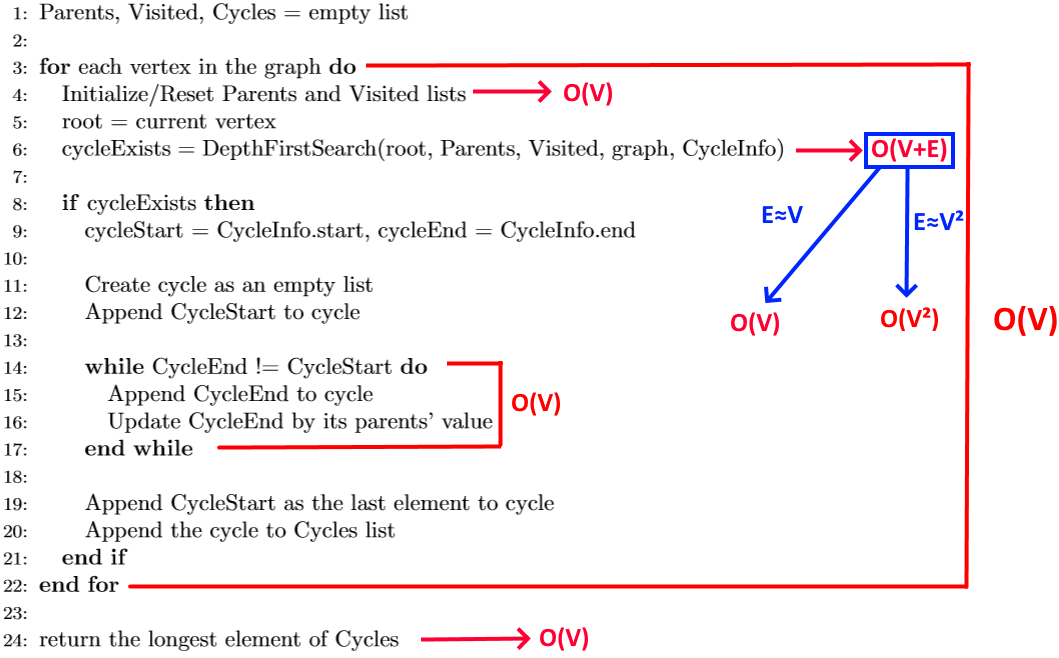 1: Parents, Visited, Cycles = empty list
2:
3: for each vertex in the graph do
4: Initialize/Reset Parents and Visited lists O(V)
5: root = current vertex
6: cycleExists = DepthFirstSearch(root, Parents, Visited, graph, CycleInfo) O(V+E)
7:
8: if cycleExists then
E≈V E≈V²
9: cycleStart = CycleInfo.start, cycleEnd = CycleInfo.end
10:
11: Create cycle as an empty list
12: Append CycleStart to cycle
O(V) O(V²) O(V)
13:
14: while CycleEnd != CycleStart do
15: Append CycleEnd to cycle
O(V)
16: Update CycleEnd by its parents' value
17: end while
18:
19: Append CycleStart as the last element to cycle
20: Append the cycle to Cycles list
21: end if
22: end for
23:
24: return the longest element of Cycles O(V)